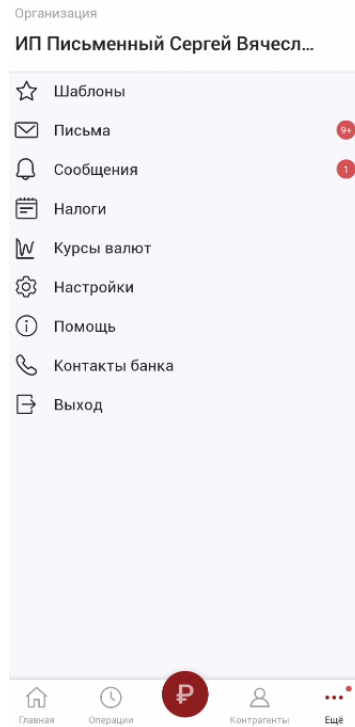 Организация
ИП Письменный Сергей Вячесл...
Шаблоны
Письма 9+
Сообщения 1
Налоги
Курсы валют
Настройки
Помощь
Контакты банка
Выход
₽
Главная Операции Контрагенты Ещё